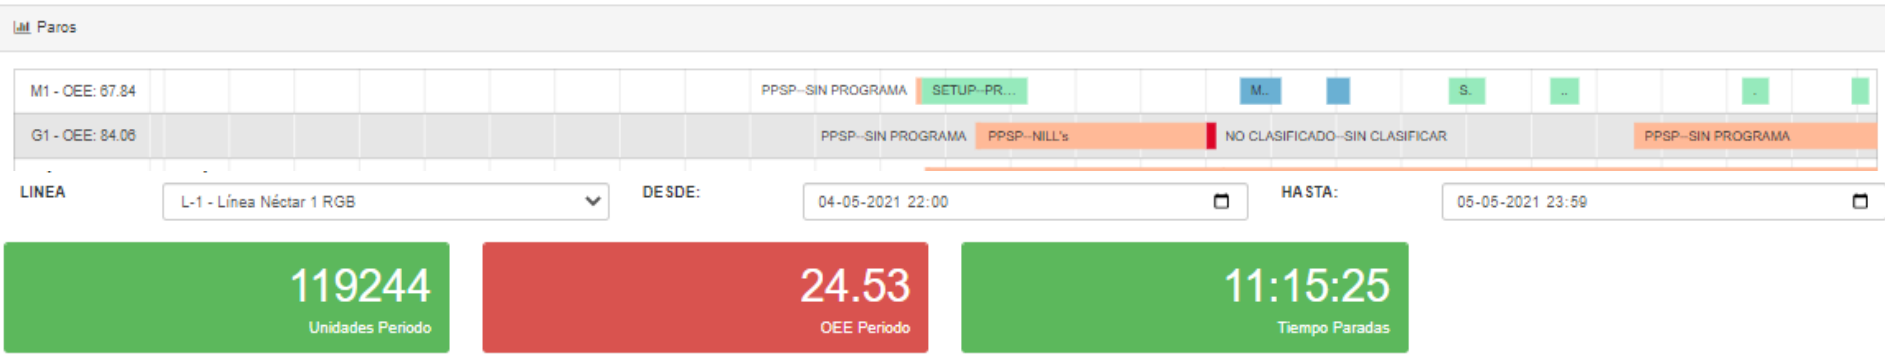 Paros
M1 - OEE: 67.84 PPSP--SIN PROGRAMA SETUP--PR... M.. S. .. .
G1 - OEE: 84.06 PPSP--SIN PROGRAMA PPSP--NILL's NO CLASIFICADO--SIN CLASIFICAR PPSP--SIN PROGRAMA
LINEA L-1 - Línea Néctar 1 RGB DESDE: 04-05-2021 22:00 HASTA: 05-05-2021 23:59
119244 24.53 11:15:25
Unidades Periodo OEE Periodo Tiempo Paradas